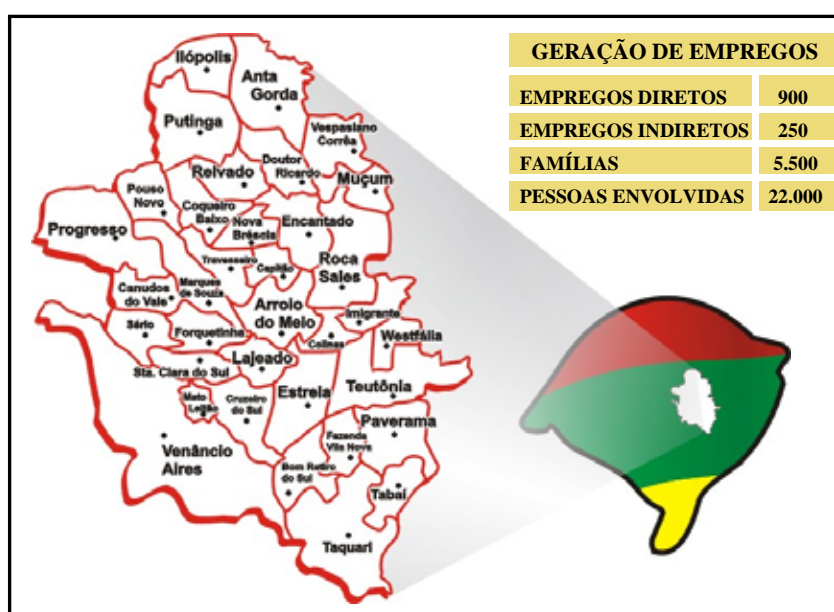 GERAÇÃO DE EMPREGOS
EMPREGOS DIRETOS 900
EMPREGOS INDIRETOS 250
FAMÍLIAS 5.500
PESSOAS ENVOLVIDAS 22.000
Ilópolis
Anta
Gorda
Putinga
Vespasiano
Corrêa
Relvado
Doutor
Ricardo
Muçum
Pouso
Novo
Coqueiro
Baixo
Nova
Bréscia
Encantado
Progresso
Travesseiro
Capitão
Roca
Sales
Canudos
do Vale
Marques
de Souza
Arroio
do Meio
Imigrante
Sério
Forquetinha
Colinas
Westfália
Sta. Clara do Sul
Lajeado
Estrela
Teutônia
Mato
Leitão
Cruzeiro
do Sul
Paverama
Venâncio
Aires
Fazenda
Vila Nova
Bom Retiro
do Sul
Tabaí
Taquari